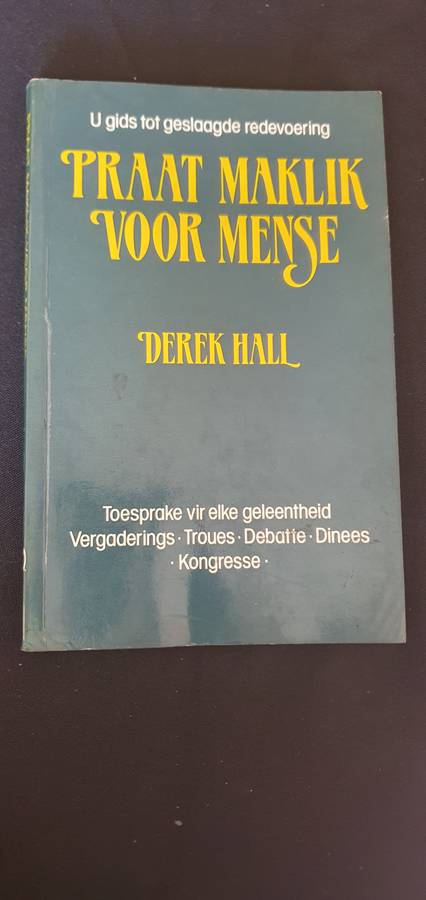 U gids tot geslaagde redevoering
PRAAT MAKLIK
VOOR MENSE
DEREK HALL
Toesprake vir elke geleentheid
Vergaderings · Troues · Debatte · Dinees
· Kongresse ·